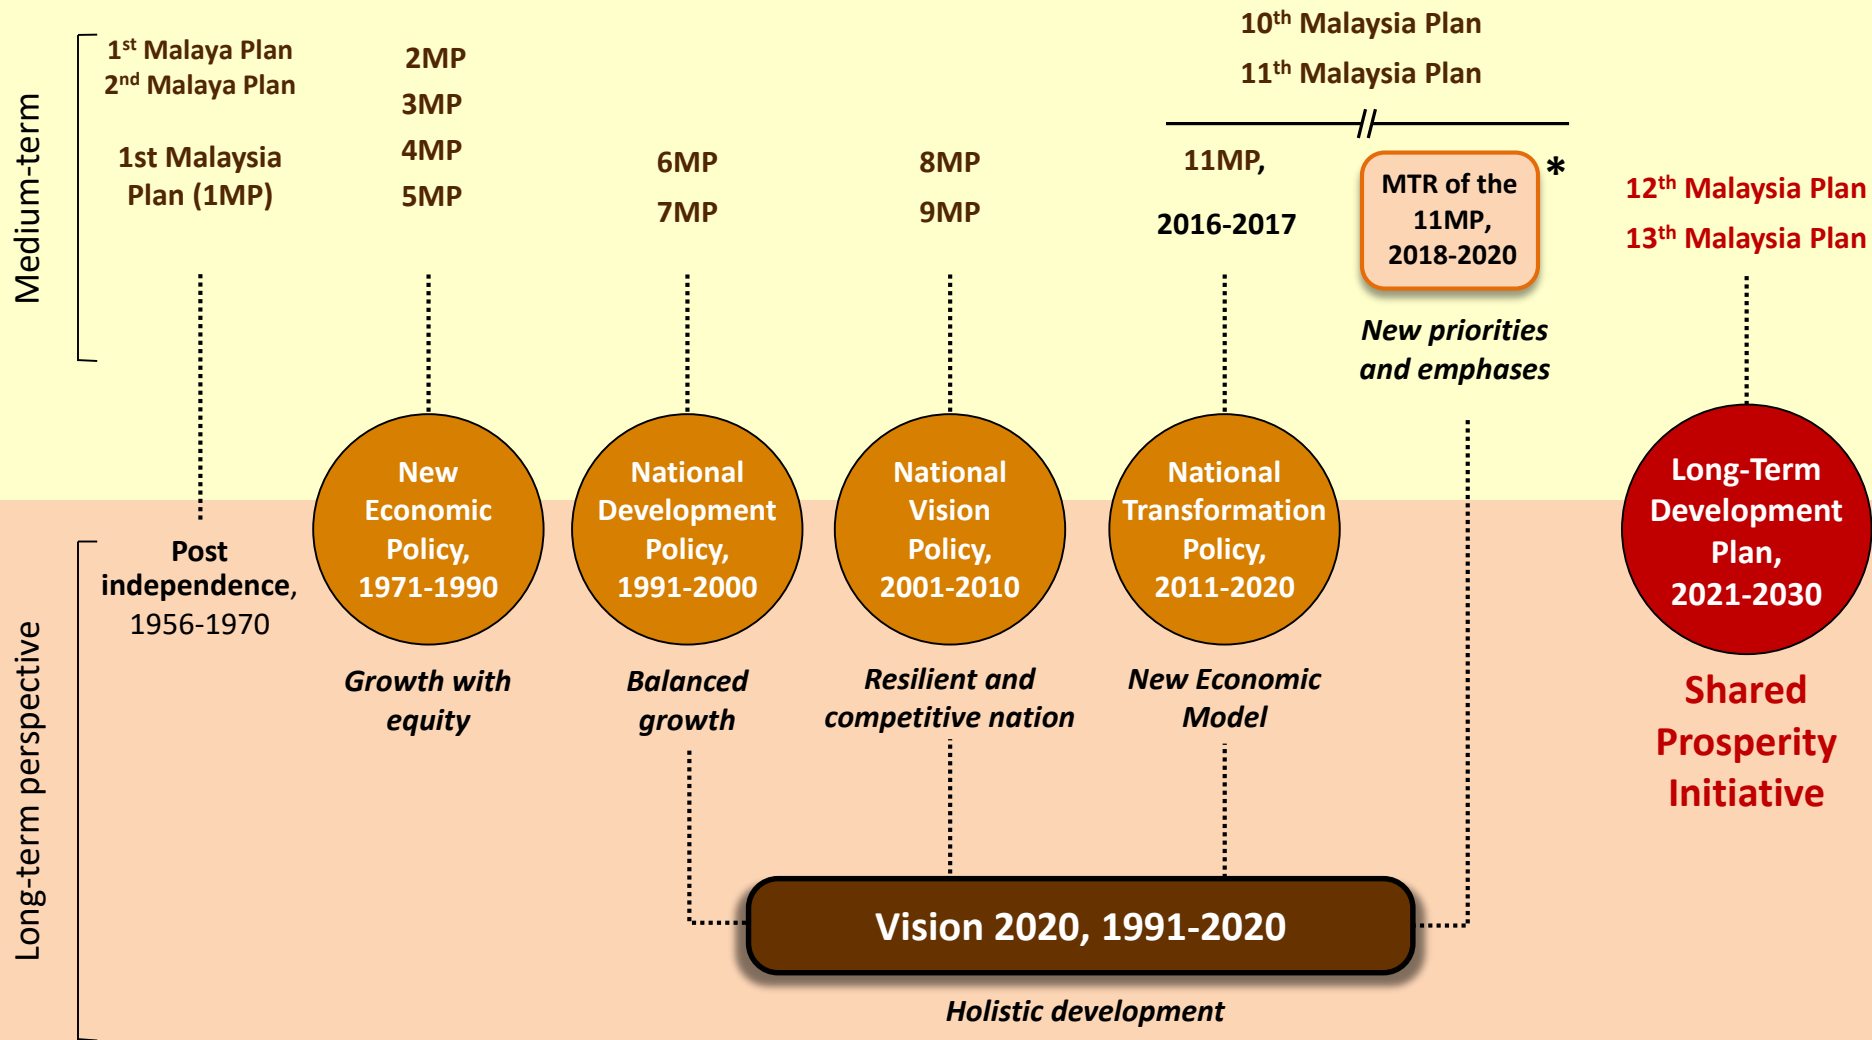 Medium-term
1st Malaya Plan
2nd Malaya Plan
1st Malaysia
Plan (1MP)
2MP
3MP
4MP
5MP
6MP
7MP
8MP
9MP
10th Malaysia Plan
11th Malaysia Plan
11MP,
2016-2017
MTR of the
11MP,
2018-2020
*
New priorities
and emphases
12th Malaysia Plan
13th Malaysia Plan
Long-term perspective
Post
independence,
1956-1970
New
Economic
Policy,
1971-1990
Growth with
equity
National
Development
Policy,
1991-2000
Balanced
growth
National
Vision
Policy,
2001-2010
Resilient and
competitive nation
National
Transformation
Policy,
2011-2020
New Economic
Model
Long-Term
Development
Plan,
2021-2030
Shared
Prosperity
Initiative
Vision 2020, 1991-2020
Holistic development